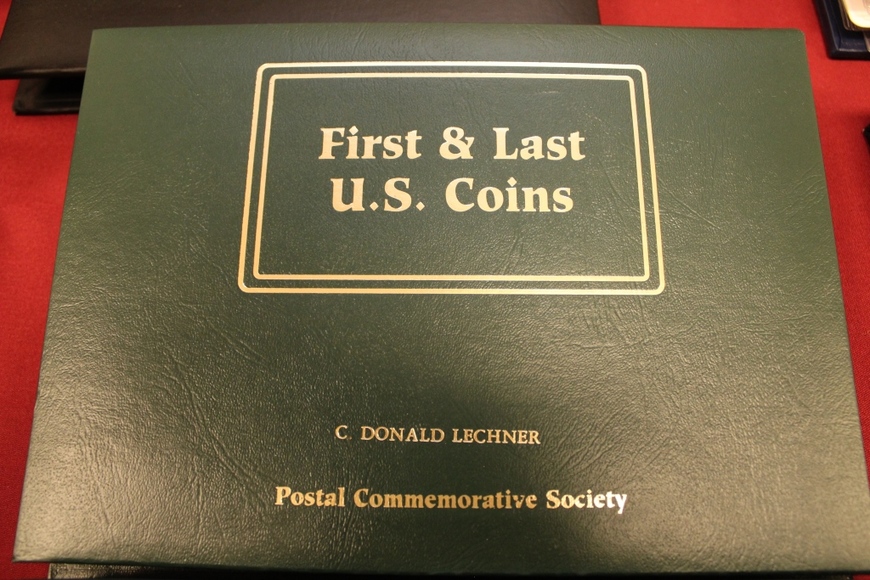 First & Last
U.S. Coins
C. DONALD LECHNER
Postal Commemorative Society